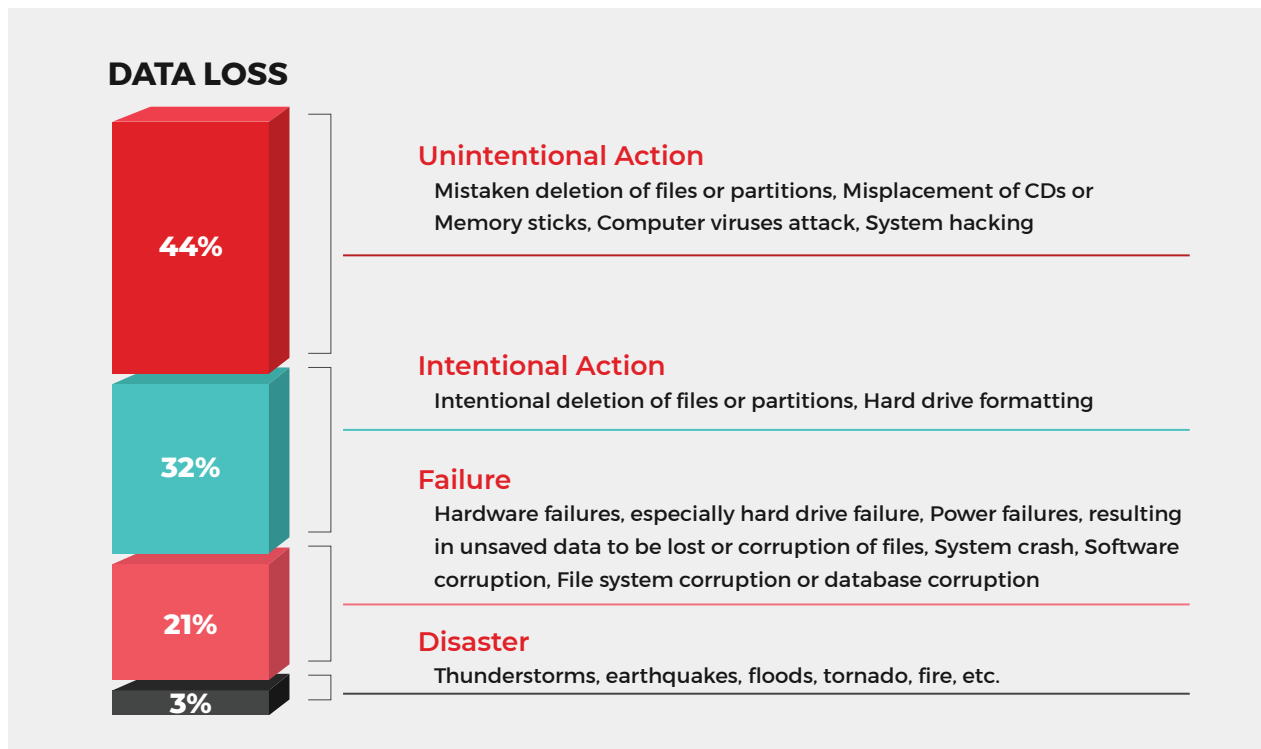 DATA LOSS
44%
Unintentional Action
Mistaken deletion of files or partitions, Misplacement of CDs or
Memory sticks, Computer viruses attack, System hacking
32%
Intentional Action
Intentional deletion of files or partitions, Hard drive formatting
21%
Failure
Hardware failures, especially hard drive failure, Power failures, resulting
in unsaved data to be lost or corruption of files, System crash, Software
corruption, File system corruption or database corruption
3%
Disaster
Thunderstorms, earthquakes, floods, tornado, fire, etc.